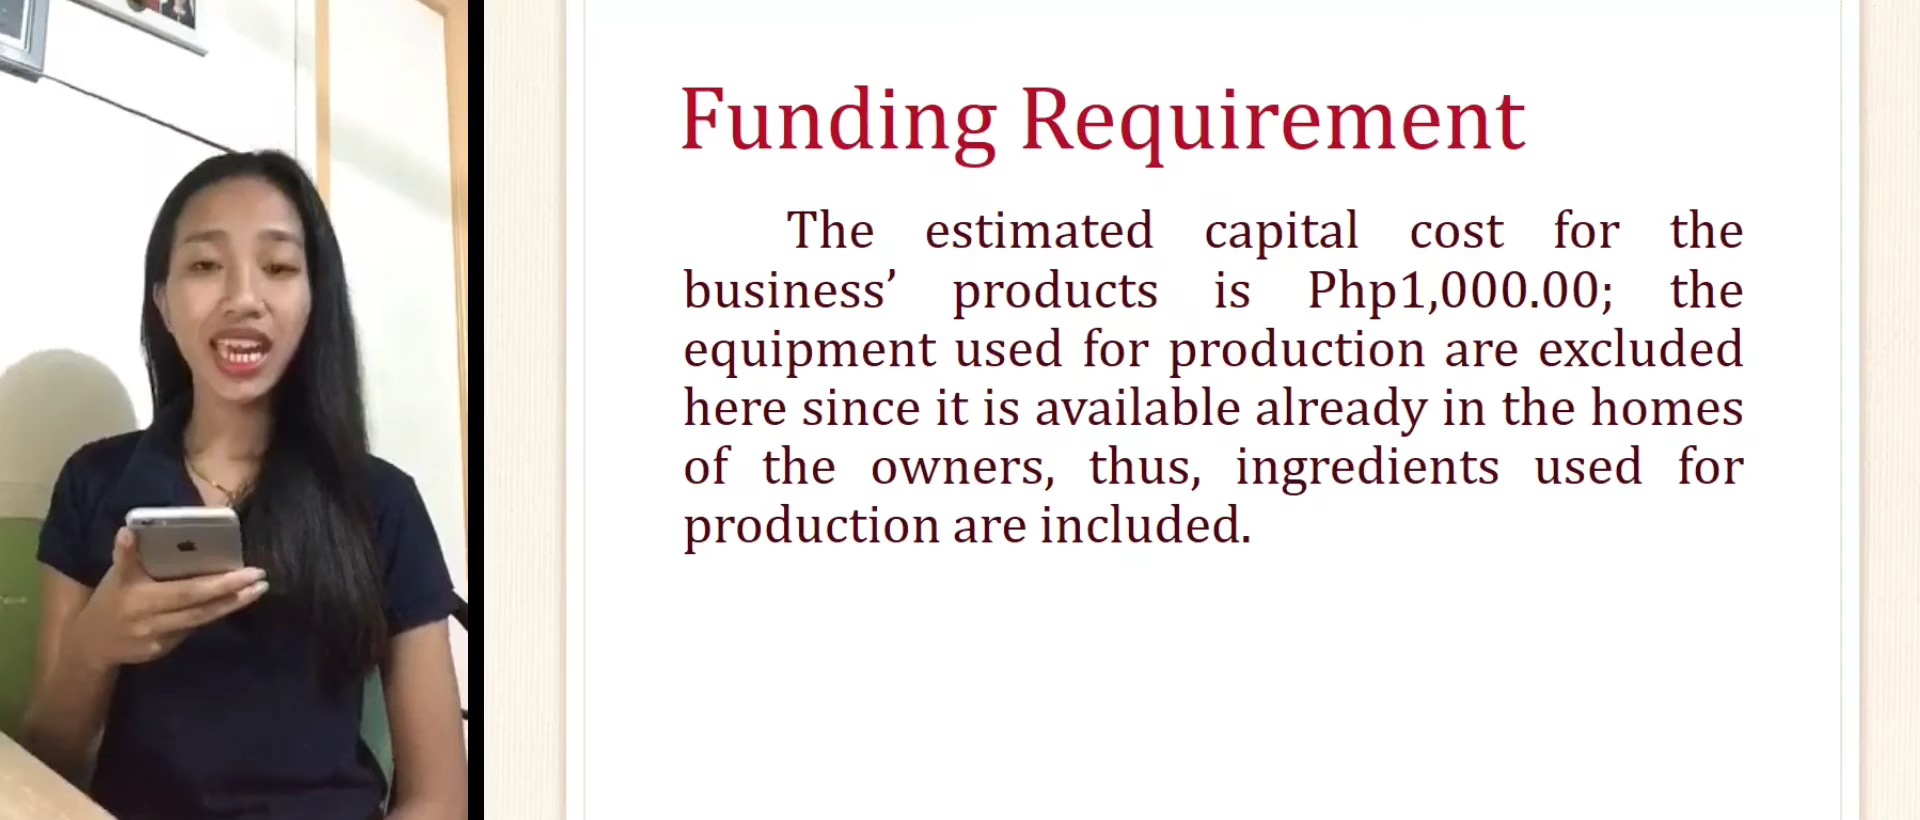 Funding Requirement
The estimated capital cost for the
business’ products is Php1,000.00; the
equipment used for production are excluded
here since it is available already in the homes
of the owners, thus, ingredients used for
production are included.